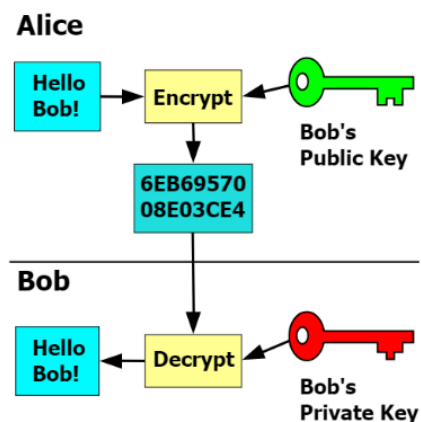 Alice
Hello
Bob!
Encrypt
Bob's
Public Key
6EB69570
08E03CE4
Bob
Hello
Bob!
Decrypt
Bob's
Private Key